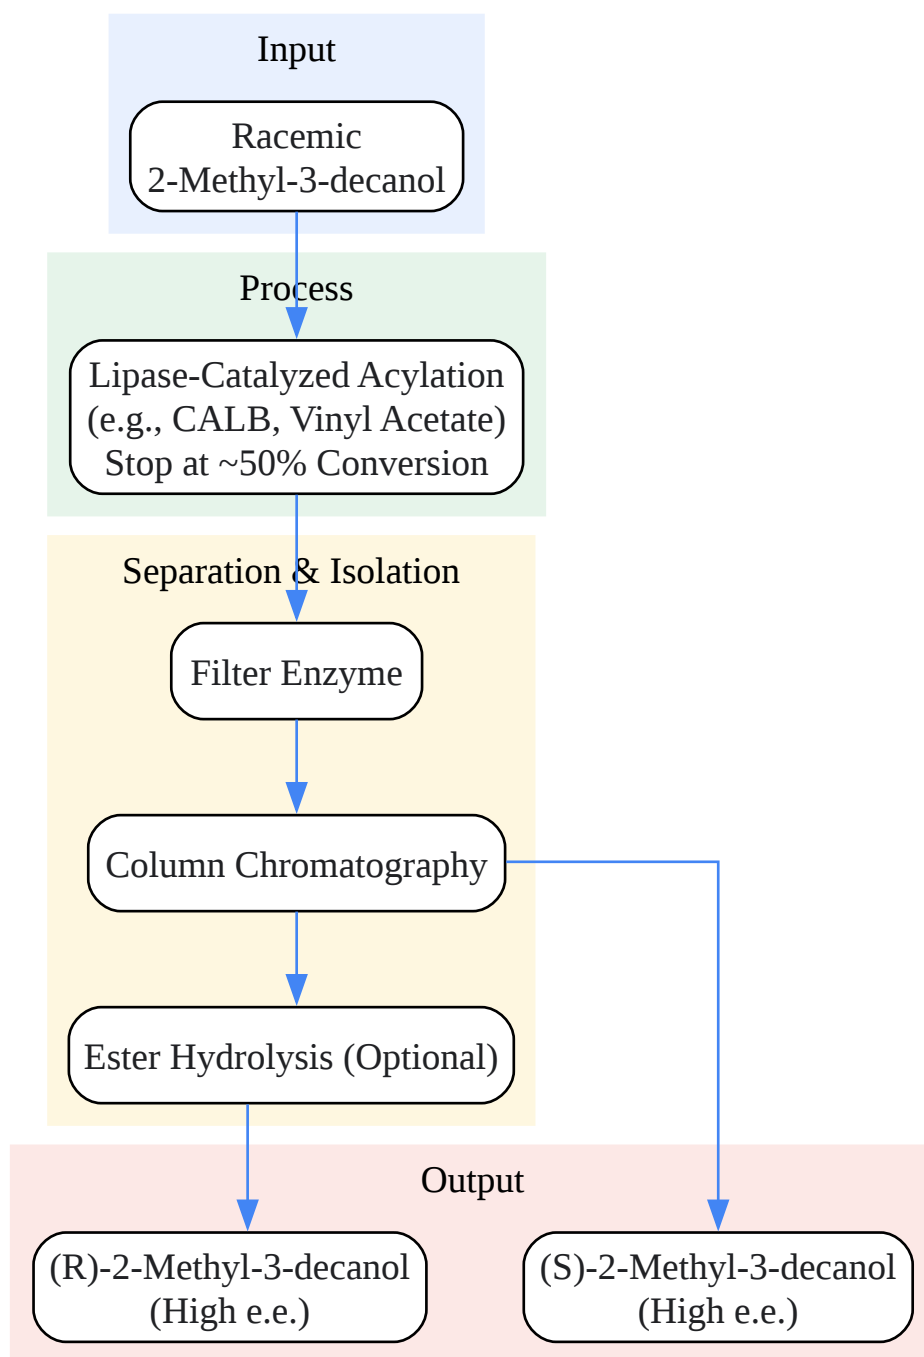 Input
Racemic
2-Methyl-3-decanol
Process
Lipase-Catalyzed Acylation
(e.g., CALB, Vinyl Acetate)
Stop at ~50% Conversion
Separation & Isolation
Filter Enzyme
Column Chromatography
Ester Hydrolysis (Optional)
Output
(R)-2-Methyl-3-decanol
(High e.e.)
(S)-2-Methyl-3-decanol
(High e.e.)